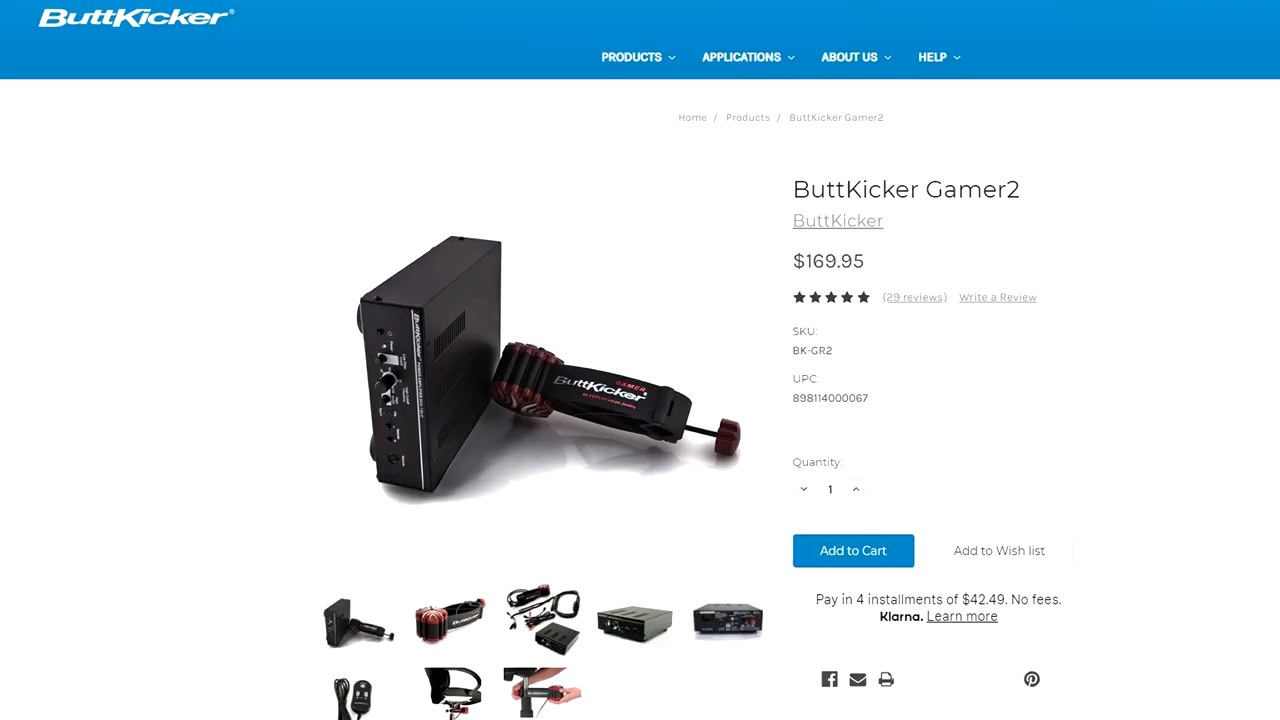 ButtKicker®
PRODUCTS APPLICATIONS ABOUT US HELP
Home / Products / ButtKicker Gamer2
ButtKicker Gamer2
ButtKicker
$169.95
(29 reviews) Write a Review
SKU:
BK-GR2
UPC:
898114000067
Quantity:
1
Add to Cart Add to Wish list
Pay in 4 installments of $42.49. No fees.
Klarna. Learn more
GAMER
ButtKicker
ButtKicker